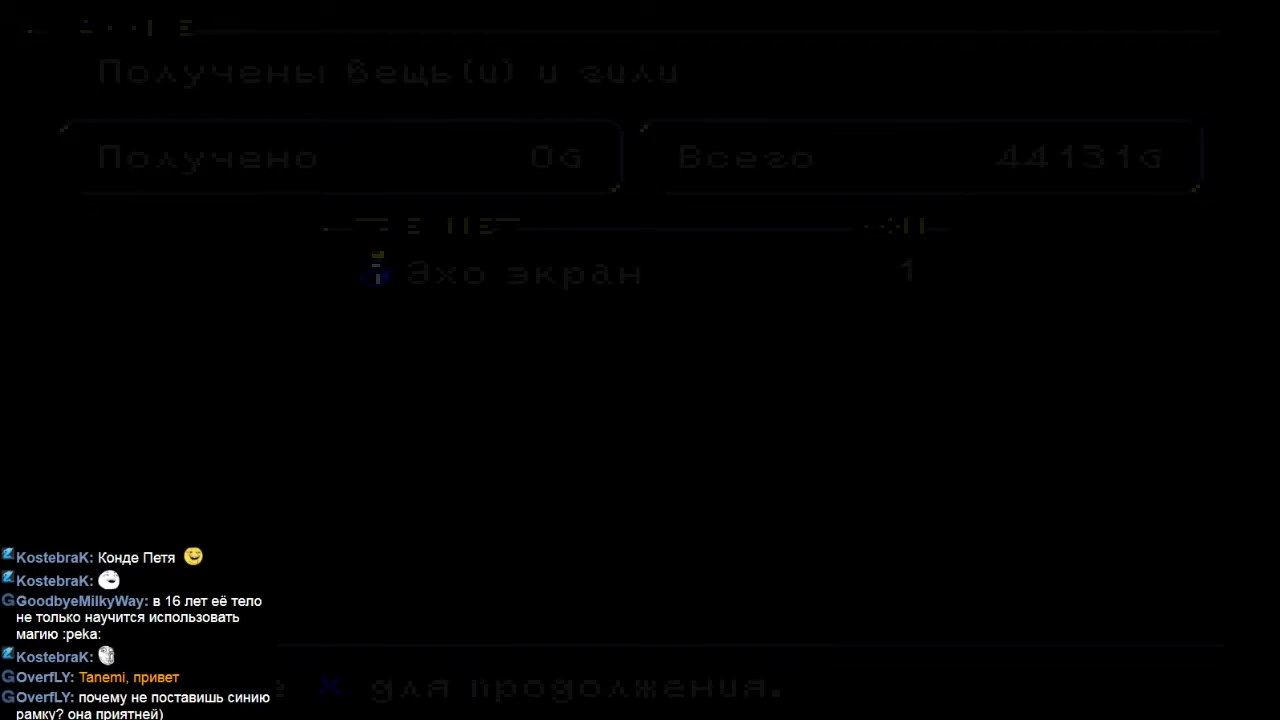 Получены вещь(и) и гили
Получено 0G Всего 44131G
Эхо экран 1
KostebraK: Конде Петя
KostebraK:
GoodbyeMilkyWay: в 16 лет её тело
не только научится использовать
магию :peka:
KostebraK:
OverfLY: Tanemi, привет
OverfLY: почему не поставишь синию
рамку? она приятней)
для продолжения.